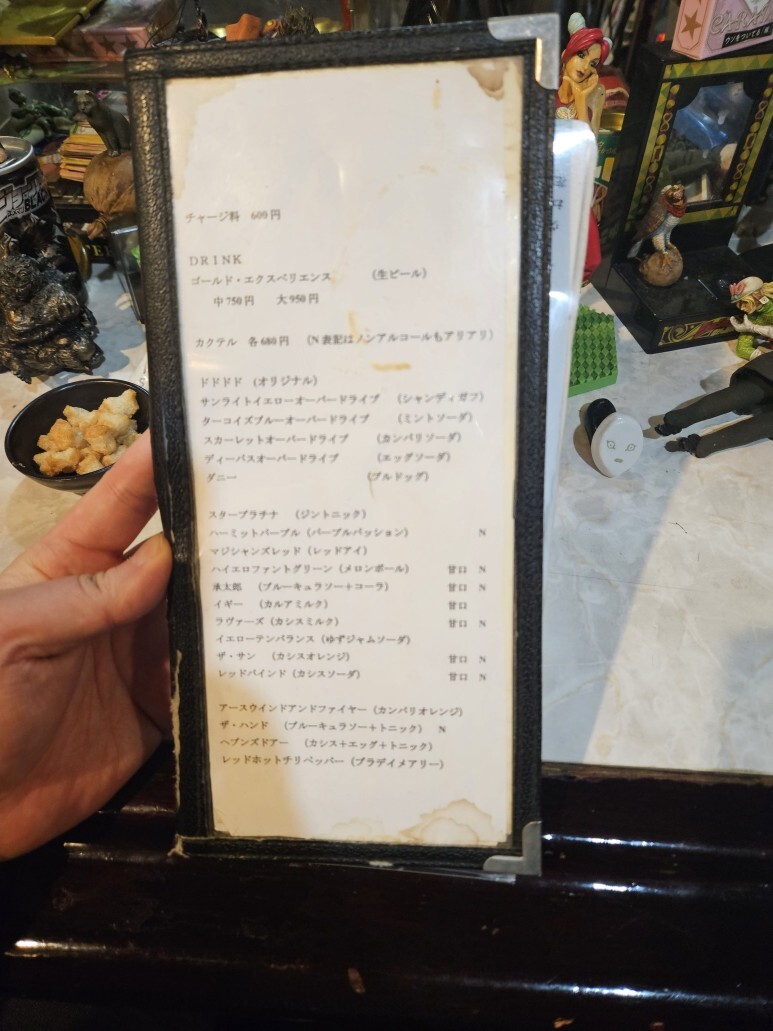 チャージ料 600円
DRINK
ゴールド・エクスペリエンス (生ビール)
中750円 大950円
カクテル 各680円 (N表記はノンアルコールもアリアリ)
ドドドド (オリジナル)
サンライトイエローオーバードライブ (シャンディガフ)
ターコイズブルーオーバードライブ (ミントソーダ)
スカーレットオーバードライブ (カンパリソーダ)
ディーパスオーバードライブ (エッグソーダ)
ダニー (ブルドッグ)
スタープラチナ (ジントニック)
ハーミットパープル (パープルパッション) N
マジシャンズレッド (レッドアイ)
ハイエロファントグリーン (メロンボール) 甘口 N
承太郎 (ブルーキュラソー+コーラ) 甘口 N
イギー (カルアミルク) 甘口
ラヴァーズ (カシスミルク) 甘口 N
イエローテンパランス (ゆずジャムソーダ)
ザ・サン (カシスオレンジ) 甘口 N
レッドバインド (カシスソーダ) 甘口 N
アースウインドアンドファイヤー (カンパリオレンジ)
ザ・ハンド (ブルーキュラソー+トニック) N
ヘブンズドアー (カシス+エッグ+トニック)
レッドホットチリペッパー (ブラディメアリー)